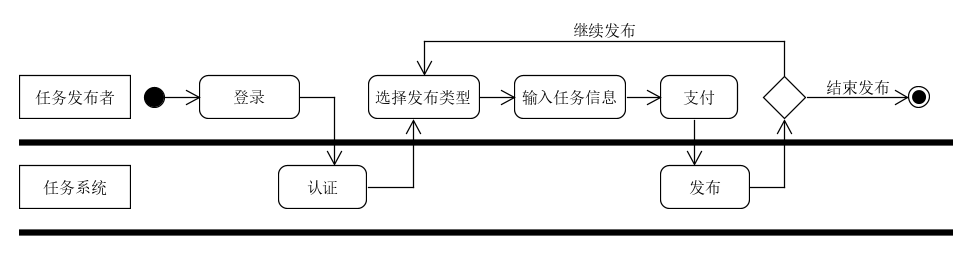 继续发布
任务发布者
登录
选择发布类型
输入任务信息
支付
结束发布
任务系统
认证
发布